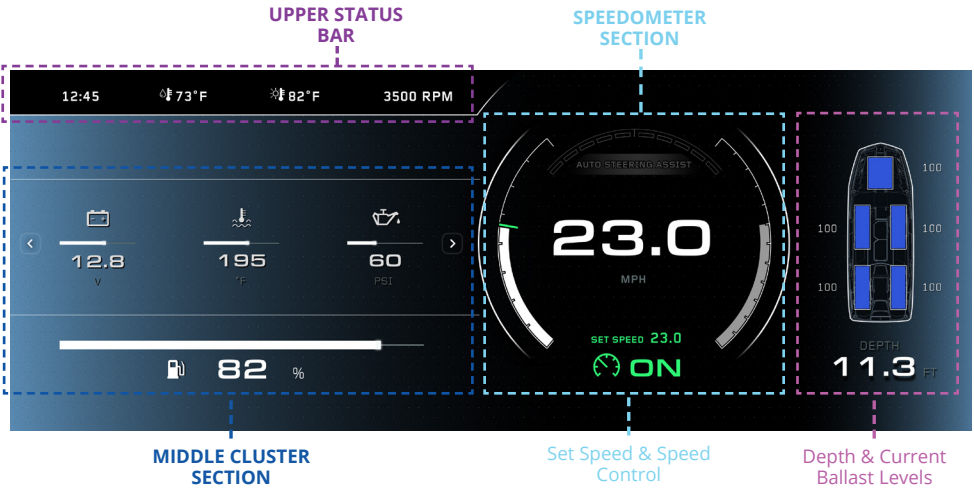 UPPER STATUS
BAR
SPEEDOMETER
SECTION
12:45
73°F
82°F
3500 RPM
AUTO STEERING ASSIST
100
12.8
195
60
V
°F
PSI
23.0
MPH
100
100
100
100
SET SPEED 23.0
ON
82 %
DEPTH
11.3 FT
MIDDLE CLUSTER
SECTION
Set Speed & Speed
Control
Depth & Current
Ballast Levels